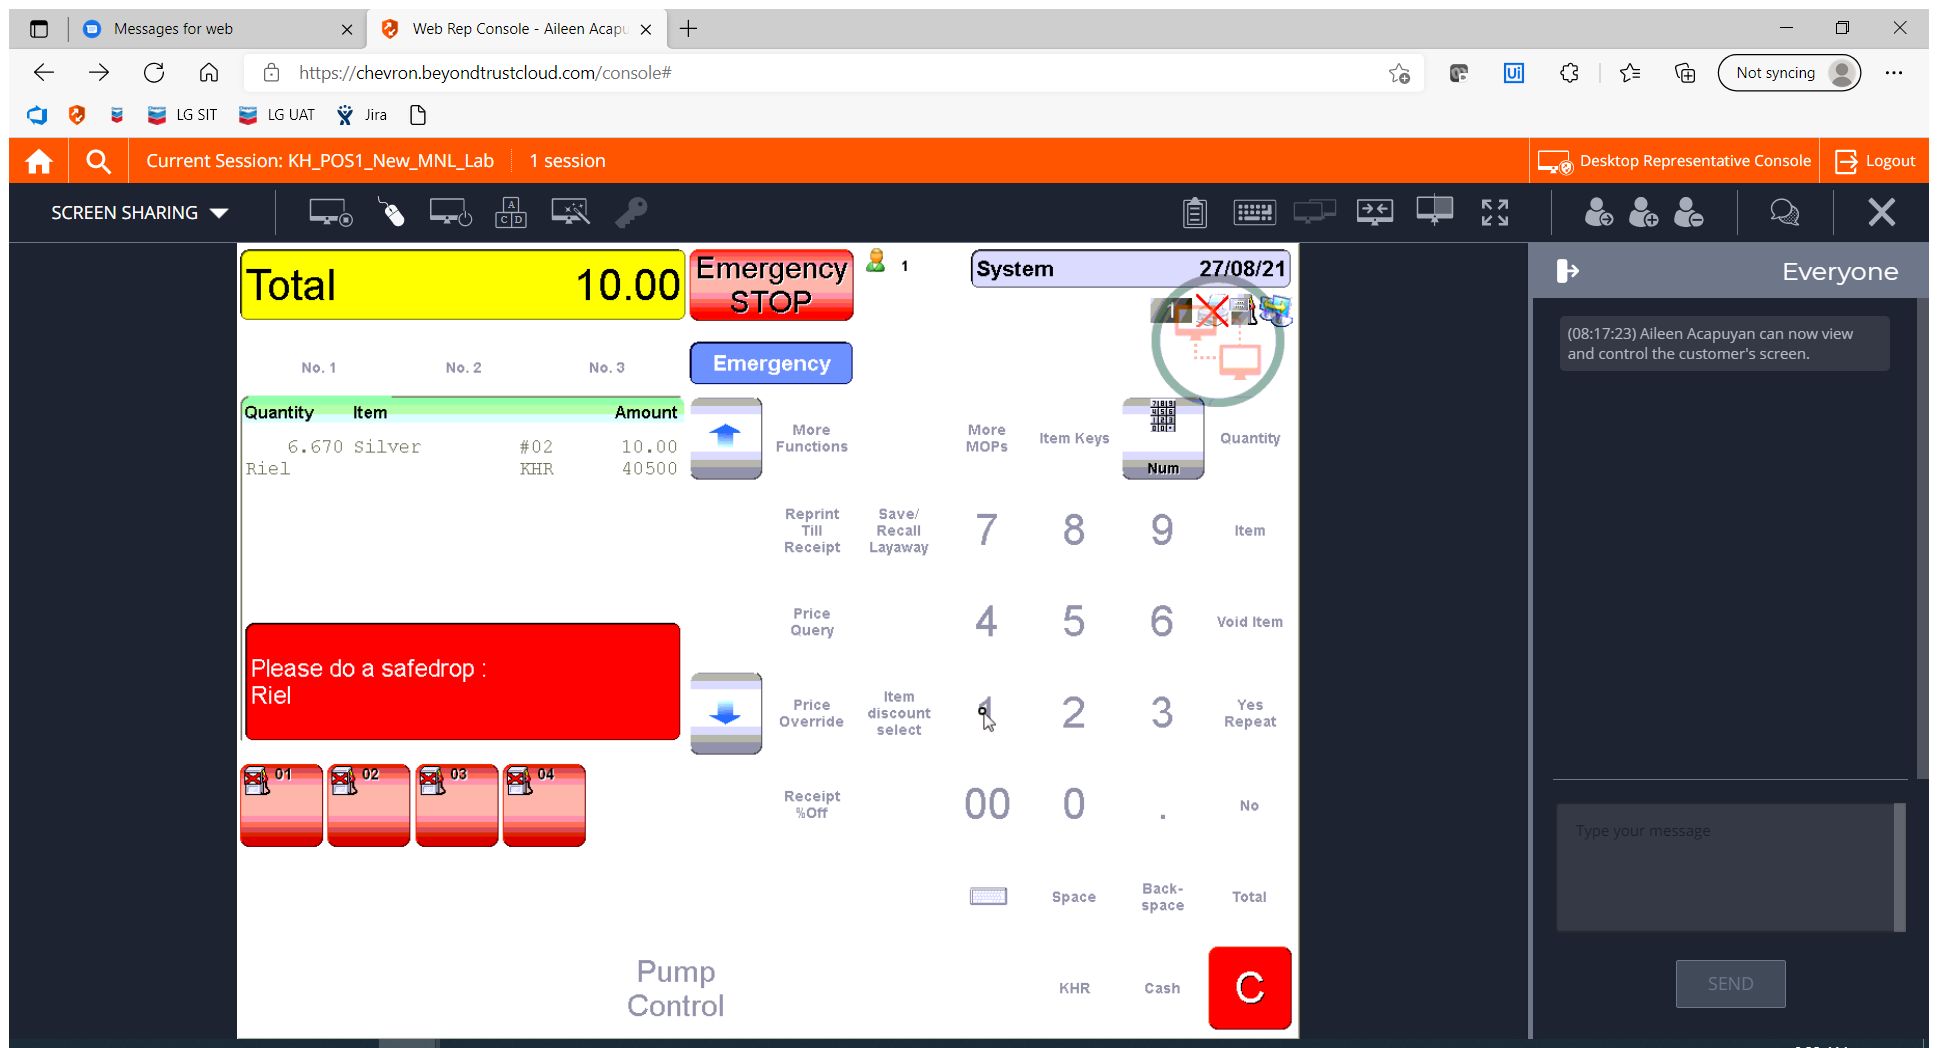 Messages for web
Web Rep Console - Aileen Acapu
https://chevron.beyondtrustcloud.com/console#
Not syncing
LG SIT
LG UAT
Jira
Current Session: KH_POS1_New_MNL_Lab
1 session
Desktop Representative Console
Logout
SCREEN SHARING
Total 10.00
Emergency
STOP
1
System 27/08/21
1
No. 1 No. 2 No. 3
Emergency
Quantity Item Amount
6.670 Silver #02 10.00
Riel KHR 40500
More
Functions
More
MOPs
Item Keys
Num
Quantity
Reprint
Till
Receipt
Save/
Recall
Layaway
7 8 9
Item
Price
Query
4 5 6
Void Item
Please do a safedrop :
Riel
Price
Override
Item
discount
select
1 2 3
Yes
Repeat
01 02 03 04
Receipt
%Off
00 0 .
No
Space
Back-
space
Total
Pump
Control
KHR
Cash
C
Everyone
(08:17:23) Aileen Acapuyan can now view
and control the customer's screen.
Type your message
SEND